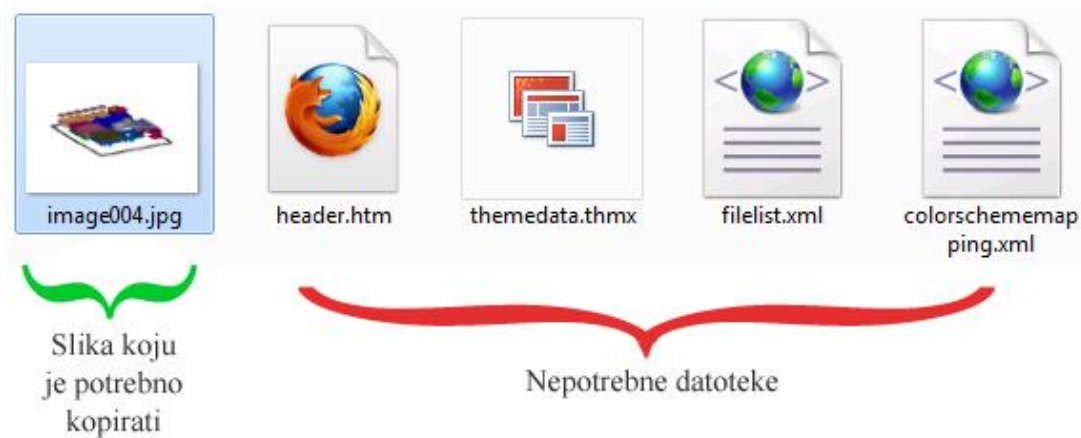 image004.jpg
header.htm
themedata.thmx
filelist.xml
colorschememap
ping.xml
Slika koju
je potrebno
kopirati
Nepotrebne datoteke